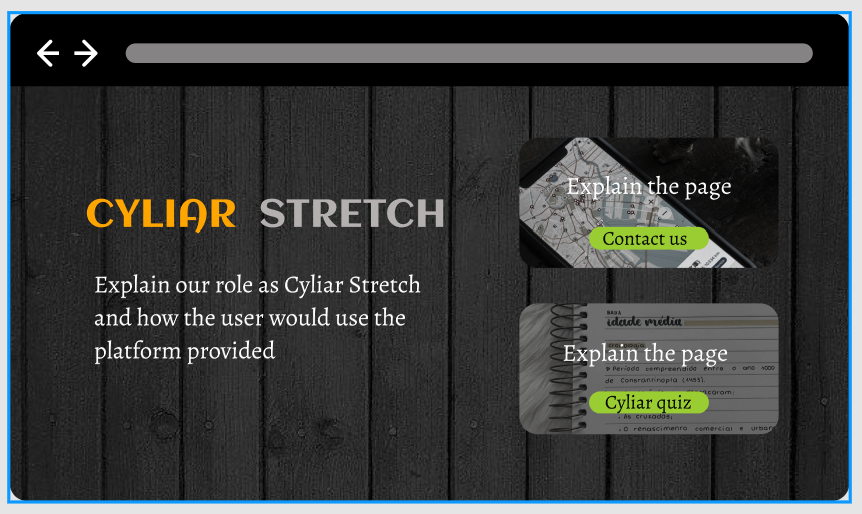 CYLIAR STRETCH
Explain our role as Cyliar Stretch
and how the user would use the
platform provided
Explain the page
Contact us
idade média
Explain the page
Período compreendido entre o ano 1000
de Constantinopla (1453).
Cyliar quiz
• As cruzadas;
• O renascimento comercial e urban